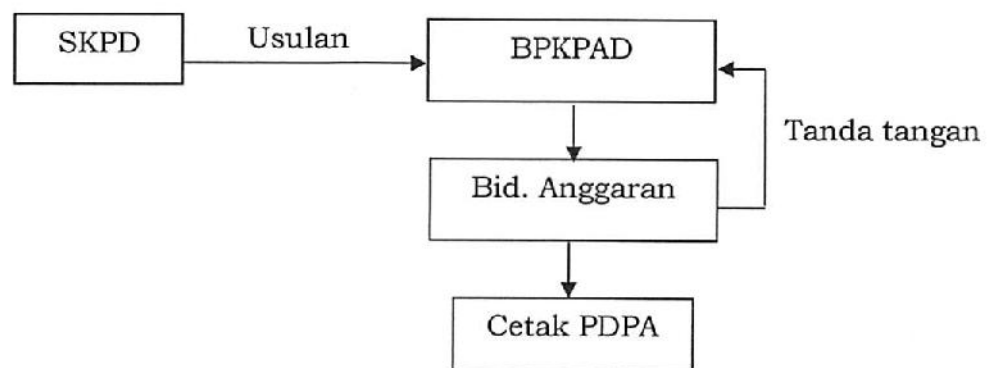 SKPD
Usulan
BPKPAD
Tanda tangan
Bid. Anggaran
Cetak PDPA